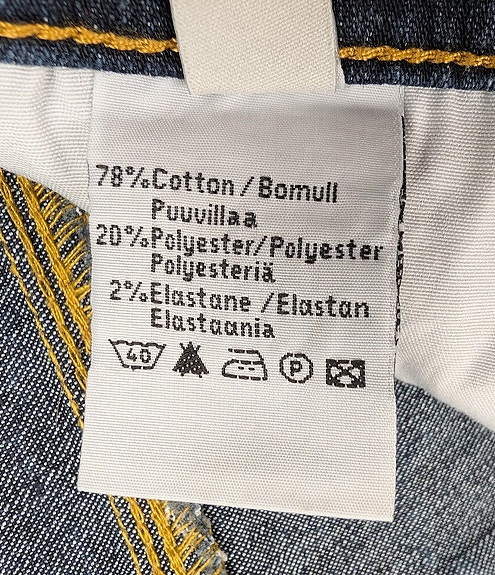 78% Cotton / Bomull
Puuvillaa
20% Polyester / Polyester
Polyesteriä
2% Elastane / Elastan
Elastaania
40 P